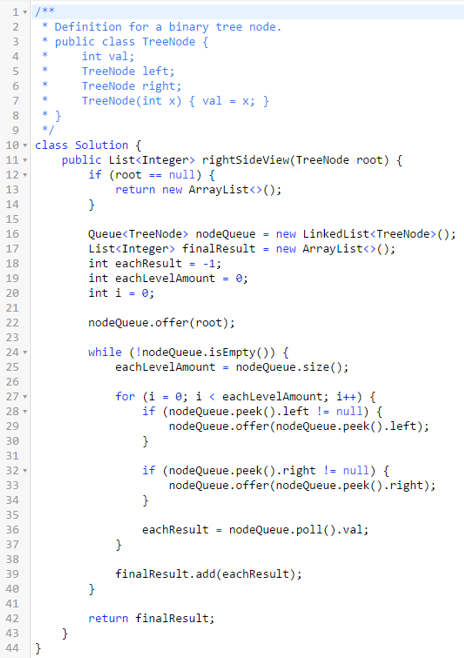 1 /**
2  * Definition for a binary tree node.
3  * public class TreeNode {
4  *     int val;
5  *     TreeNode left;
6  *     TreeNode right;
7  *     TreeNode(int x) { val = x; }
8  * }
9  */
10 class Solution {
11     public List<Integer> rightSideView(TreeNode root) {
12         if (root == null) {
13             return new ArrayList<>();
14         }
15
16         Queue<TreeNode> nodeQueue = new LinkedList<TreeNode>();
17         List<Integer> finalResult = new ArrayList<>();
18         int eachResult = -1;
19         int eachLevelAmount = 0;
20         int i = 0;
21
22         nodeQueue.offer(root);
23
24         while (!nodeQueue.isEmpty()) {
25             eachLevelAmount = nodeQueue.size();
26
27             for (i = 0; i < eachLevelAmount; i++) {
28                 if (nodeQueue.peek().left != null) {
29                     nodeQueue.offer(nodeQueue.peek().left);
30                 }
31
32                 if (nodeQueue.peek().right != null) {
33                     nodeQueue.offer(nodeQueue.peek().right);
34                 }
35
36                 eachResult = nodeQueue.poll().val;
37             }
38
39             finalResult.add(eachResult);
40         }
41
42         return finalResult;
43     }
44 }